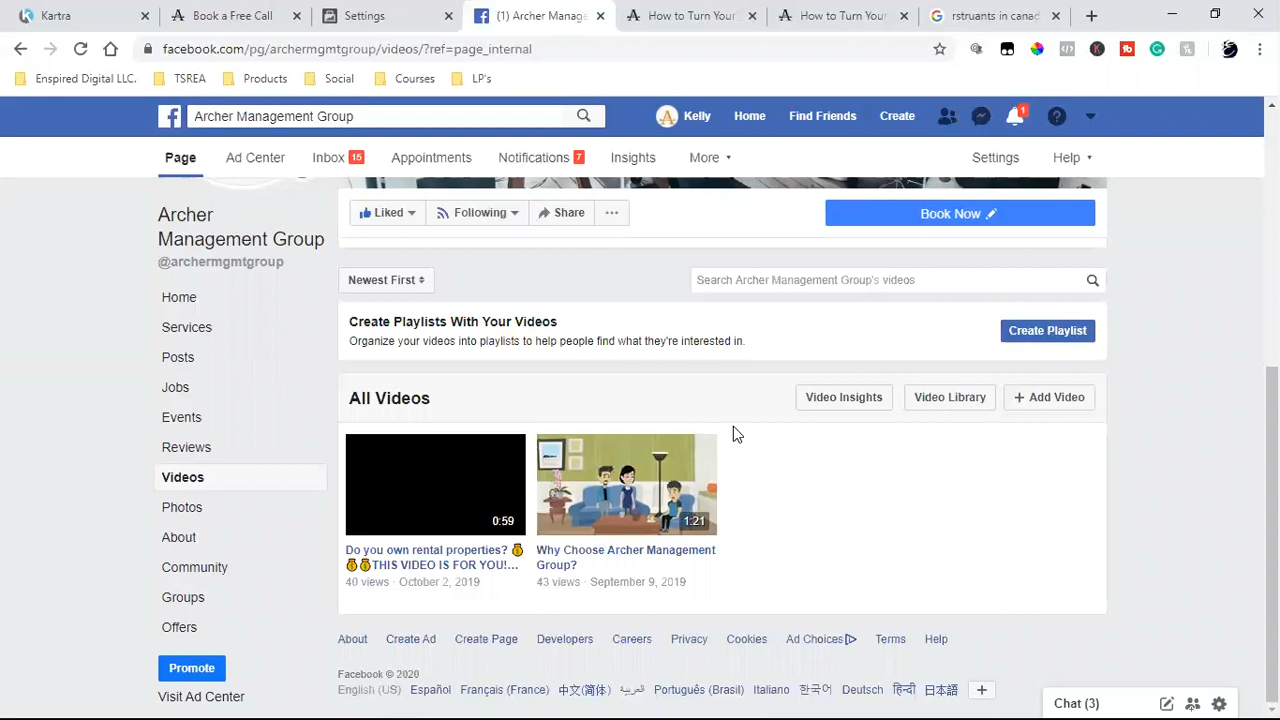 Kartra
Book a Free Call
Settings
(1) Archer Manage
How to Turn Your
How to Turn Your
rstruants in canad
facebook.com/pg/archermgmtgroup/videos/?ref=page_internal
Enspired Digital LLC.
TSREA
Products
Social
Courses
LP's
Archer Management Group
Kelly
Home
Find Friends
Create
1
Page
Ad Center
Inbox 15
Appointments
Notifications 7
Insights
More
Settings
Help
Archer
Management Group
@archermgmtgroup
Home
Services
Posts
Jobs
Events
Reviews
Videos
Photos
About
Community
Groups
Offers
Promote
Visit Ad Center
Liked
Following
Share
Book Now
Newest First
Search Archer Management Group's videos
Create Playlists With Your Videos
Organize your videos into playlists to help people find what they're interested in.
Create Playlist
All Videos
Video Insights
Video Library
+ Add Video
0:59
1:21
Do you own rental properties? 💰
💰💰THIS VIDEO IS FOR YOU!...
40 views · October 2, 2019
Why Choose Archer Management
Group?
43 views · September 9, 2019
About
Create Ad
Create Page
Developers
Careers
Privacy
Cookies
Ad Choices
Terms
Help
Facebook © 2020
English (US)
Español
Français (France)
中文(简体)
العربية
Português (Brasil)
Italiano
한국어
Deutsch
हिन्दी
日本語
Chat (3)